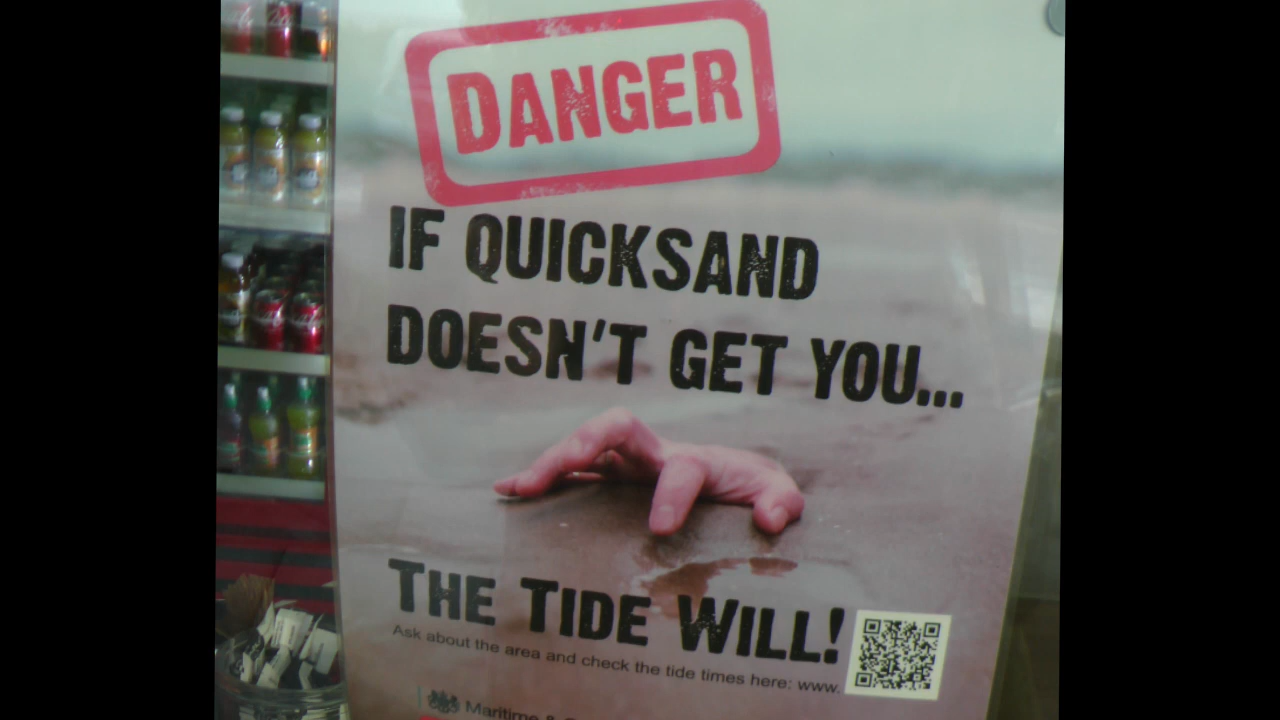 DANGER
IF QUICKSAND
DOESN'T GET YOU...
THE TIDE WILL!
Ask about the area and check the tide times here: www.
Maritime &